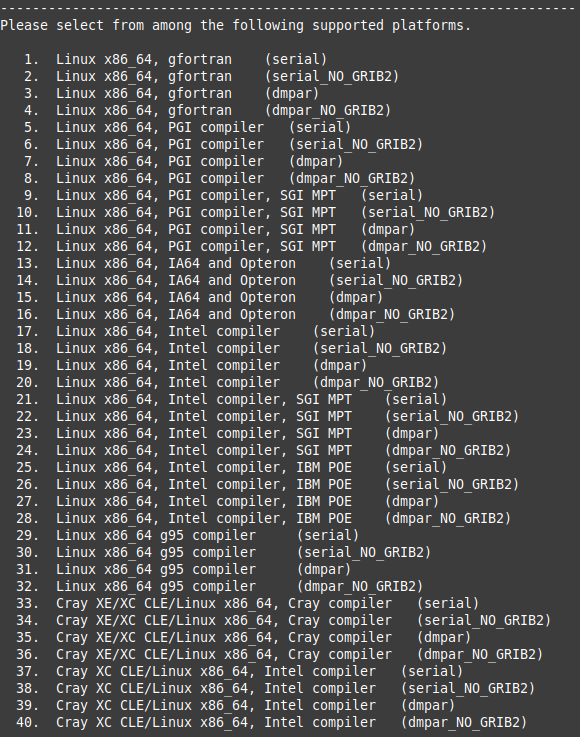 ------------------------------------------------------------------------
Please select from among the following supported platforms.
1. Linux x86_64, gfortran (serial)
2. Linux x86_64, gfortran (serial_NO_GRIB2)
3. Linux x86_64, gfortran (dmpar)
4. Linux x86_64, gfortran (dmpar_NO_GRIB2)
5. Linux x86_64, PGI compiler (serial)
6. Linux x86_64, PGI compiler (serial_NO_GRIB2)
7. Linux x86_64, PGI compiler (dmpar)
8. Linux x86_64, PGI compiler (dmpar_NO_GRIB2)
9. Linux x86_64, PGI compiler, SGI MPT (serial)
10. Linux x86_64, PGI compiler, SGI MPT (serial_NO_GRIB2)
11. Linux x86_64, PGI compiler, SGI MPT (dmpar)
12. Linux x86_64, PGI compiler, SGI MPT (dmpar_NO_GRIB2)
13. Linux x86_64, IA64 and Opteron (serial)
14. Linux x86_64, IA64 and Opteron (serial_NO_GRIB2)
15. Linux x86_64, IA64 and Opteron (dmpar)
16. Linux x86_64, IA64 and Opteron (dmpar_NO_GRIB2)
17. Linux x86_64, Intel compiler (serial)
18. Linux x86_64, Intel compiler (serial_NO_GRIB2)
19. Linux x86_64, Intel compiler (dmpar)
20. Linux x86_64, Intel compiler (dmpar_NO_GRIB2)
21. Linux x86_64, Intel compiler, SGI MPT (serial)
22. Linux x86_64, Intel compiler, SGI MPT (serial_NO_GRIB2)
23. Linux x86_64, Intel compiler, SGI MPT (dmpar)
24. Linux x86_64, Intel compiler, SGI MPT (dmpar_NO_GRIB2)
25. Linux x86_64, Intel compiler, IBM POE (serial)
26. Linux x86_64, Intel compiler, IBM POE (serial_NO_GRIB2)
27. Linux x86_64, Intel compiler, IBM POE (dmpar)
28. Linux x86_64, Intel compiler, IBM POE (dmpar_NO_GRIB2)
29. Linux x86_64 g95 compiler (serial)
30. Linux x86_64 g95 compiler (serial_NO_GRIB2)
31. Linux x86_64 g95 compiler (dmpar)
32. Linux x86_64 g95 compiler (dmpar_NO_GRIB2)
33. Cray XE/XC CLE/Linux x86_64, Cray compiler (serial)
34. Cray XE/XC CLE/Linux x86_64, Cray compiler (serial_NO_GRIB2)
35. Cray XE/XC CLE/Linux x86_64, Cray compiler (dmpar)
36. Cray XE/XC CLE/Linux x86_64, Cray compiler (dmpar_NO_GRIB2)
37. Cray XC CLE/Linux x86_64, Intel compiler (serial)
38. Cray XC CLE/Linux x86_64, Intel compiler (serial_NO_GRIB2)
39. Cray XC CLE/Linux x86_64, Intel compiler (dmpar)
40. Cray XC CLE/Linux x86_64, Intel compiler (dmpar_NO_GRIB2)